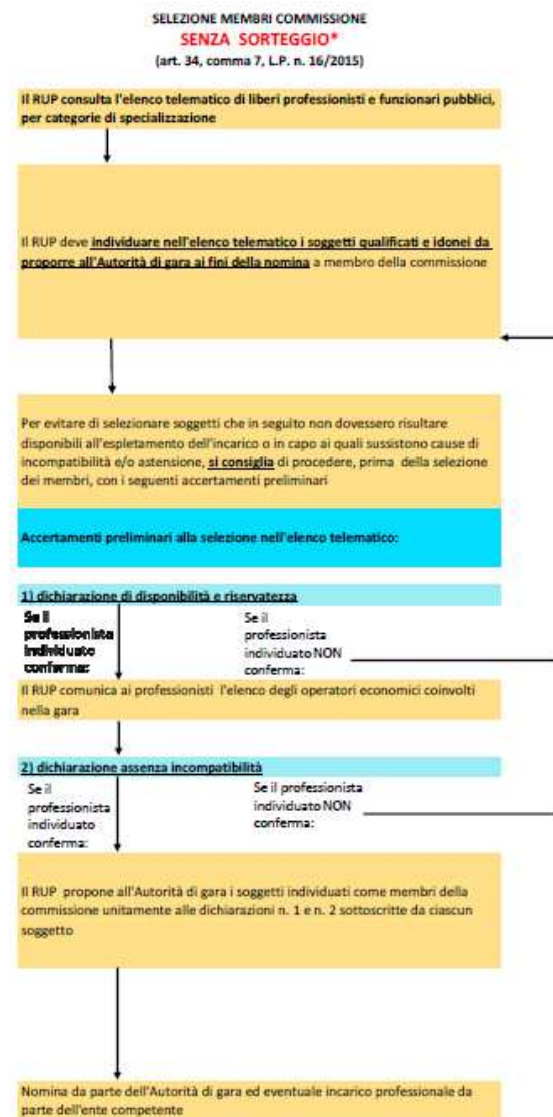 SELEZIONE MEMBRI COMMISSIONE
SENZA SORTEGGIO*
(art. 34, comma 7, L.P. n. 16/2015)
Il RUP consulta l'elenco telematico di liberi professionisti e funzionari pubblici,
per categorie di specializzazione
Il RUP deve individuare nell'elenco telematico i soggetti qualificati e idonei da
proporre all'Autorità di gara ai fini della nomina a membro della commissione
Per evitare di selezionare soggetti che in seguito non dovessero risultare
disponibili all'espletamento dell'incarico o in capo ai quali sussistono cause di
incompatibilità e/o astensione, si consiglia di procedere, prima della selezione
dei membri, con i seguenti accertamenti preliminari
Accertamenti preliminari alla selezione nell'elenco telematico:
1) dichiarazione di disponibilità e riservatezza
Se il
professionista
individuato
conferma:
Se il
professionista
individuato NON
conferma:
Il RUP comunica ai professionisti l'elenco degli operatori economici coinvolti
nella gara
2) dichiarazione assenza incompatibilità
Se il
professionista
individuato
conferma:
Se il professionista
individuato NON
conferma:
Il RUP propone all'Autorità di gara i soggetti individuati come membri della
commissione unitamente alle dichiarazioni n. 1 e n. 2 sottoscritte da ciascun
soggetto
Nomina da parte dell'Autorità di gara ed eventuale incarico professionale da
parte dell'ente competente